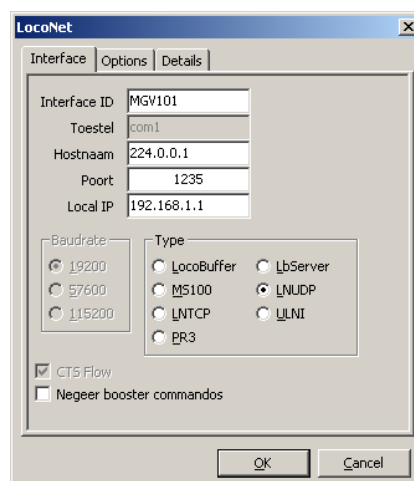 LocoNet
Interface Options Details
Interface ID MGV101
Toestel com1
Hostnaam 224.0.0.1
Poort 1235
Local IP 192.168.1.1
Baudrate Type
19200 LocoBuffer LbServer
57600 MS100 LNUDP
115200 LNTCP ULNI
PR3
CTS Flow
Negeer booster commandos
OK Cancel